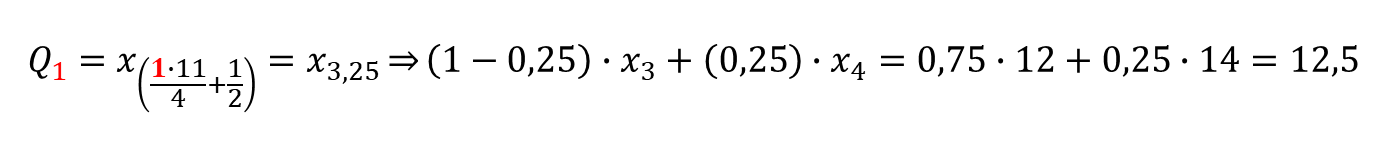 Q₁ = x_(1·11/4 + 1/2) = x₃,₂₅ ⇒ (1 − 0,25) · x₃ + (0,25) · x₄ = 0,75 · 12 + 0,25 · 14 = 12,5